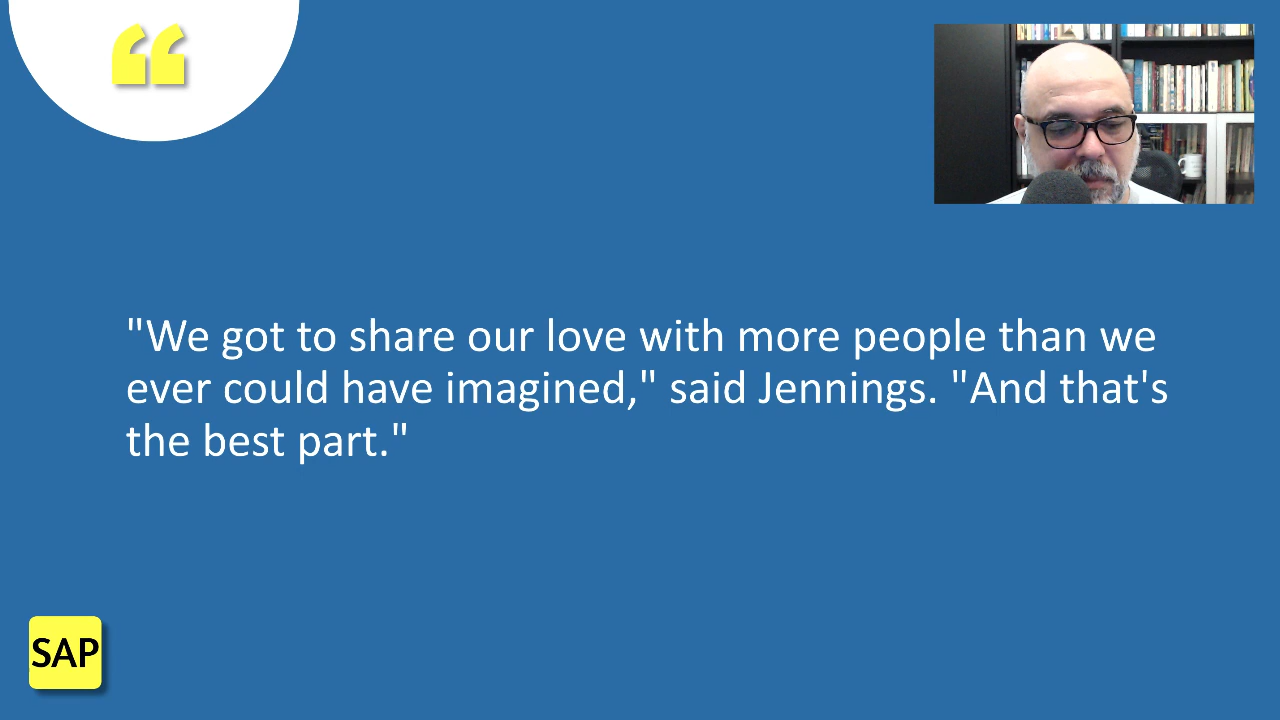 "We got to share our love with more people than we
ever could have imagined," said Jennings. "And that's
the best part."
SAP